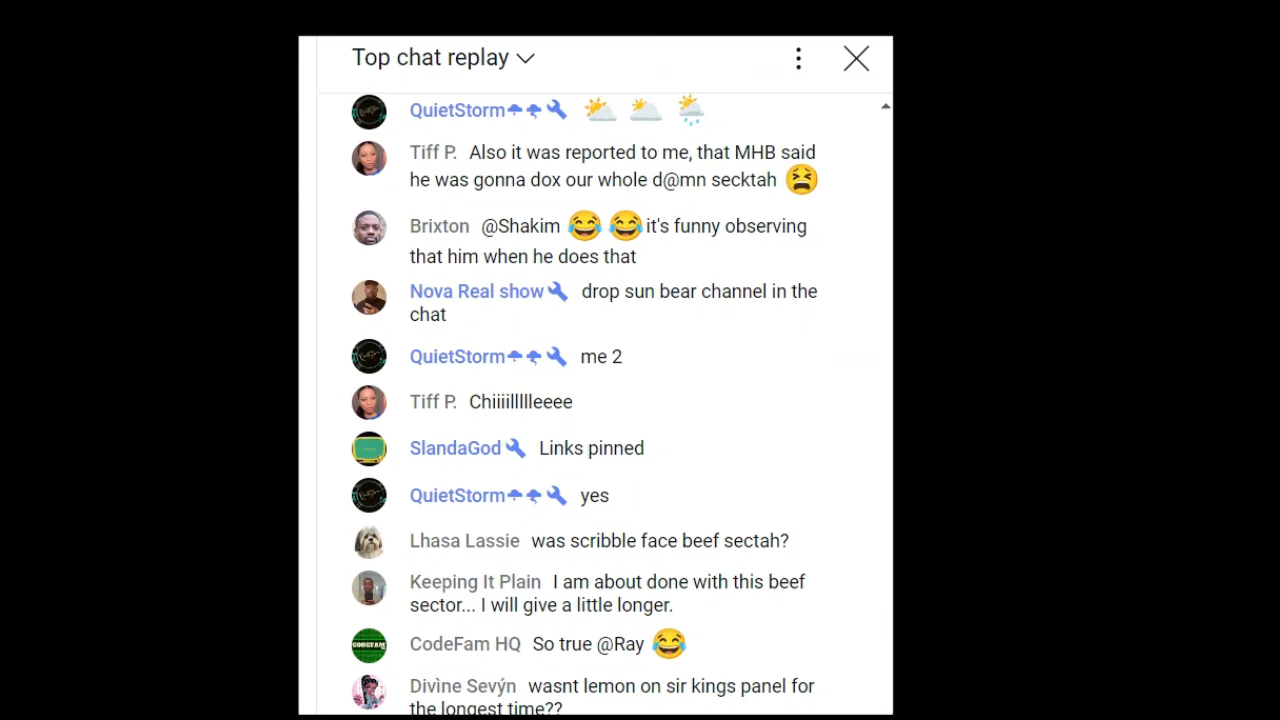 Top chat replay
QuietStorm
Tiff P. Also it was reported to me, that MHB said
he was gonna dox our whole d@mn secktah
Brixton @Shakim it's funny observing
that him when he does that
Nova Real show drop sun bear channel in the
chat
QuietStorm me 2
Tiff P. Chiiiillllleeee
SlandaGod Links pinned
QuietStorm yes
Lhasa Lassie was scribble face beef sectah?
Keeping It Plain I am about done with this beef
sector... I will give a little longer.
CODEFAM
CodeFam HQ So true @Ray
Divìne Sevýn wasnt lemon on sir kings panel for
the longest time??